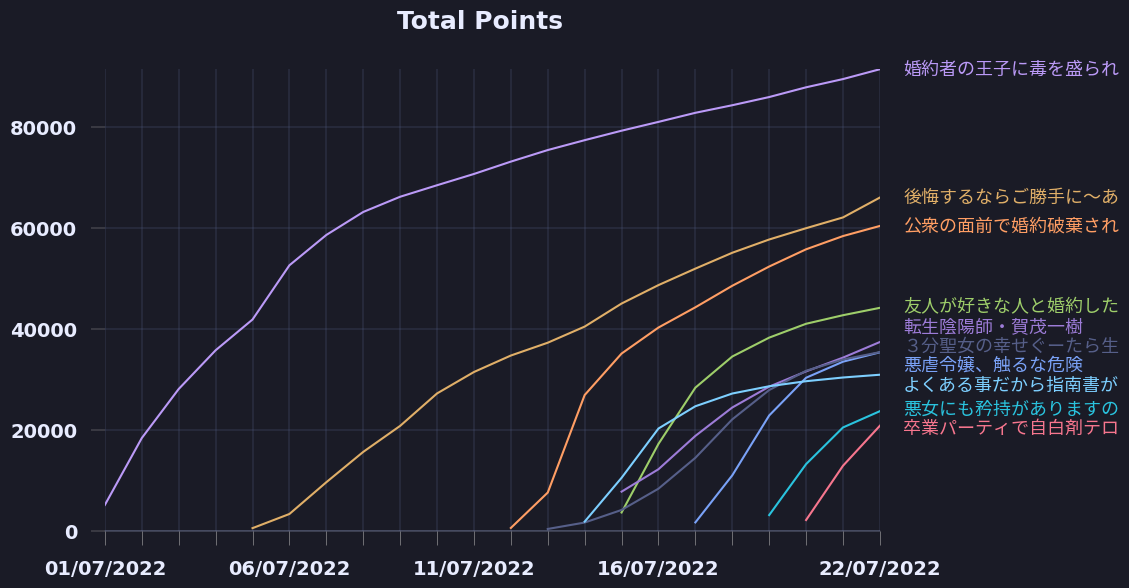 Total Points
婚約者の王子に毒を盛られ
80000
後悔するならご勝手に～あ
60000
公衆の面前で婚約破棄され
友人が好きな人と婚約した
40000
転生陰陽師・賀茂一樹
３分聖女の幸せぐーたら生
悪虐令嬢、触るな危険
よくある事だから指南書が
悪女にも矜持がありますの
20000
卒業パーティで自白剤テロ
0
01/07/2022 06/07/2022 11/07/2022 16/07/2022 22/07/2022